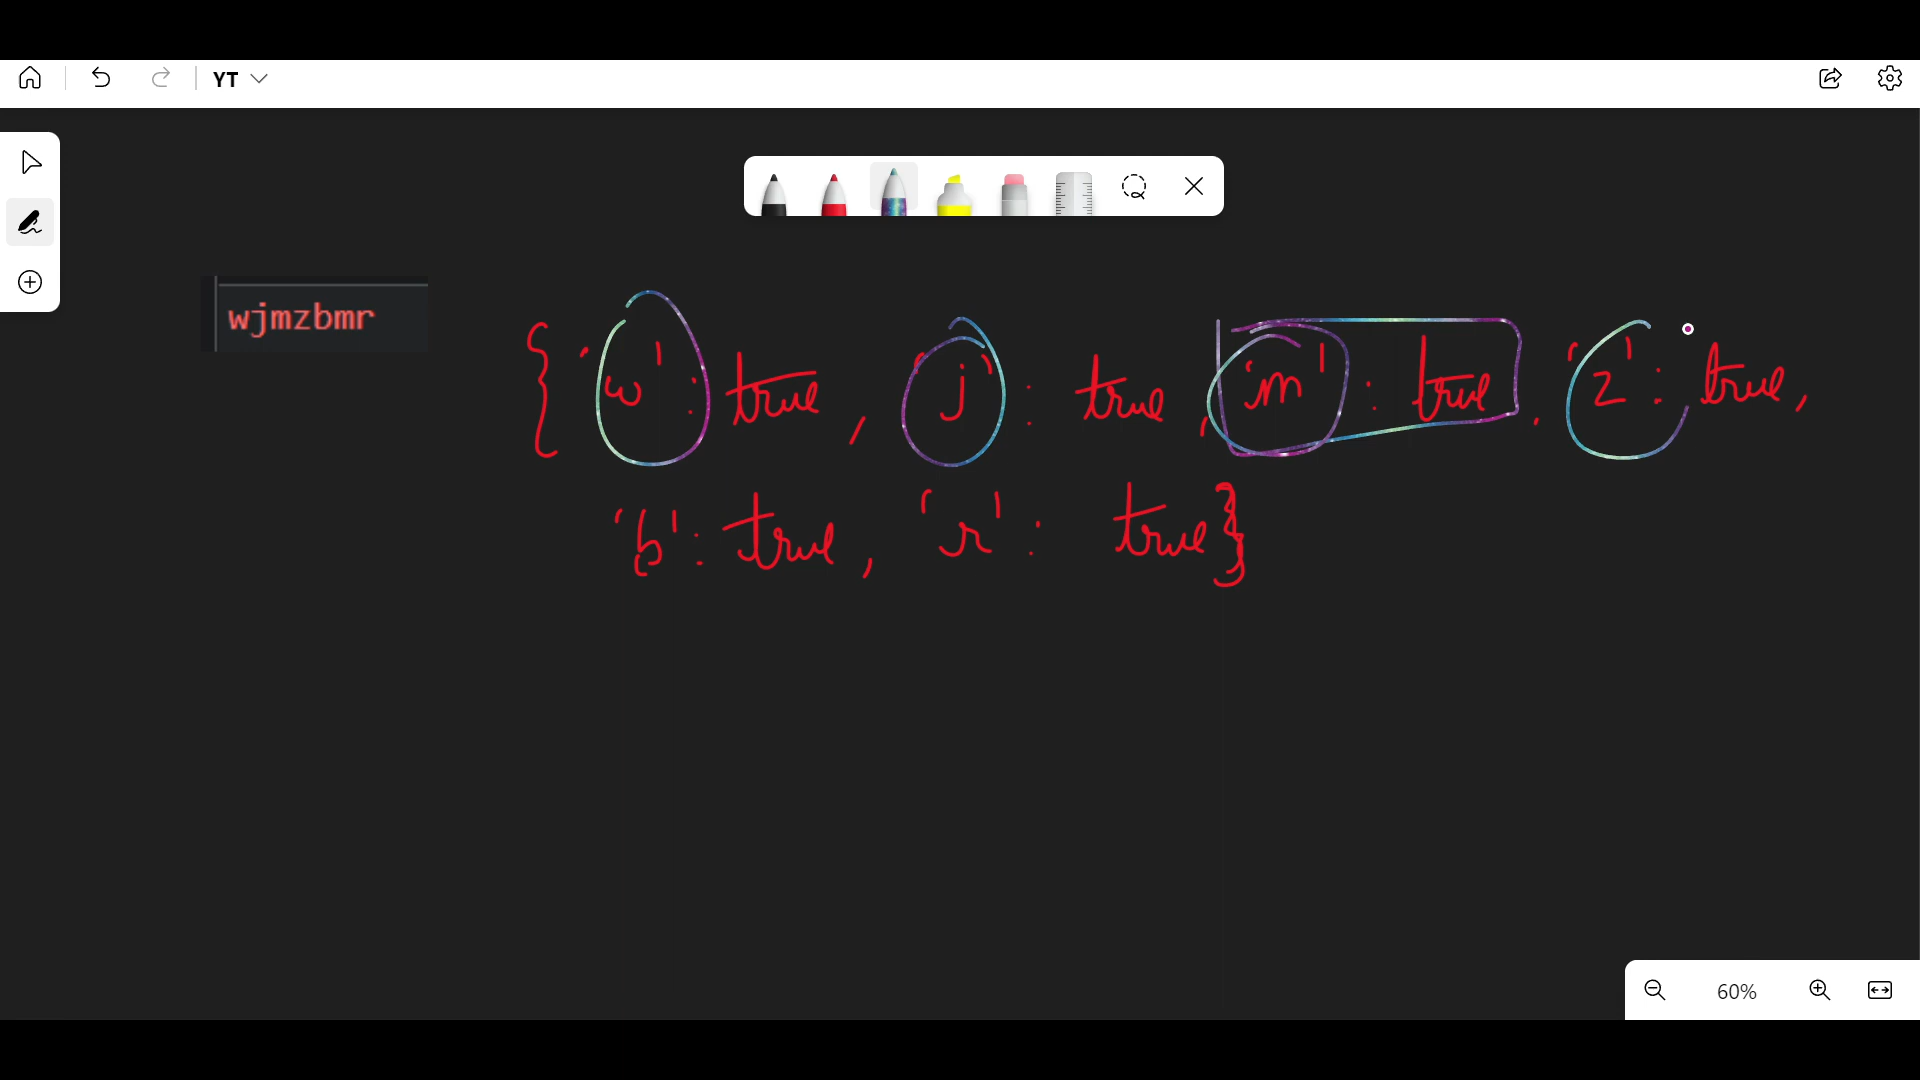 YT
wjmzbmr
{'w': true, 'j': true, 'm': true, 'z': true,
'b': true, 'r': true}
60%